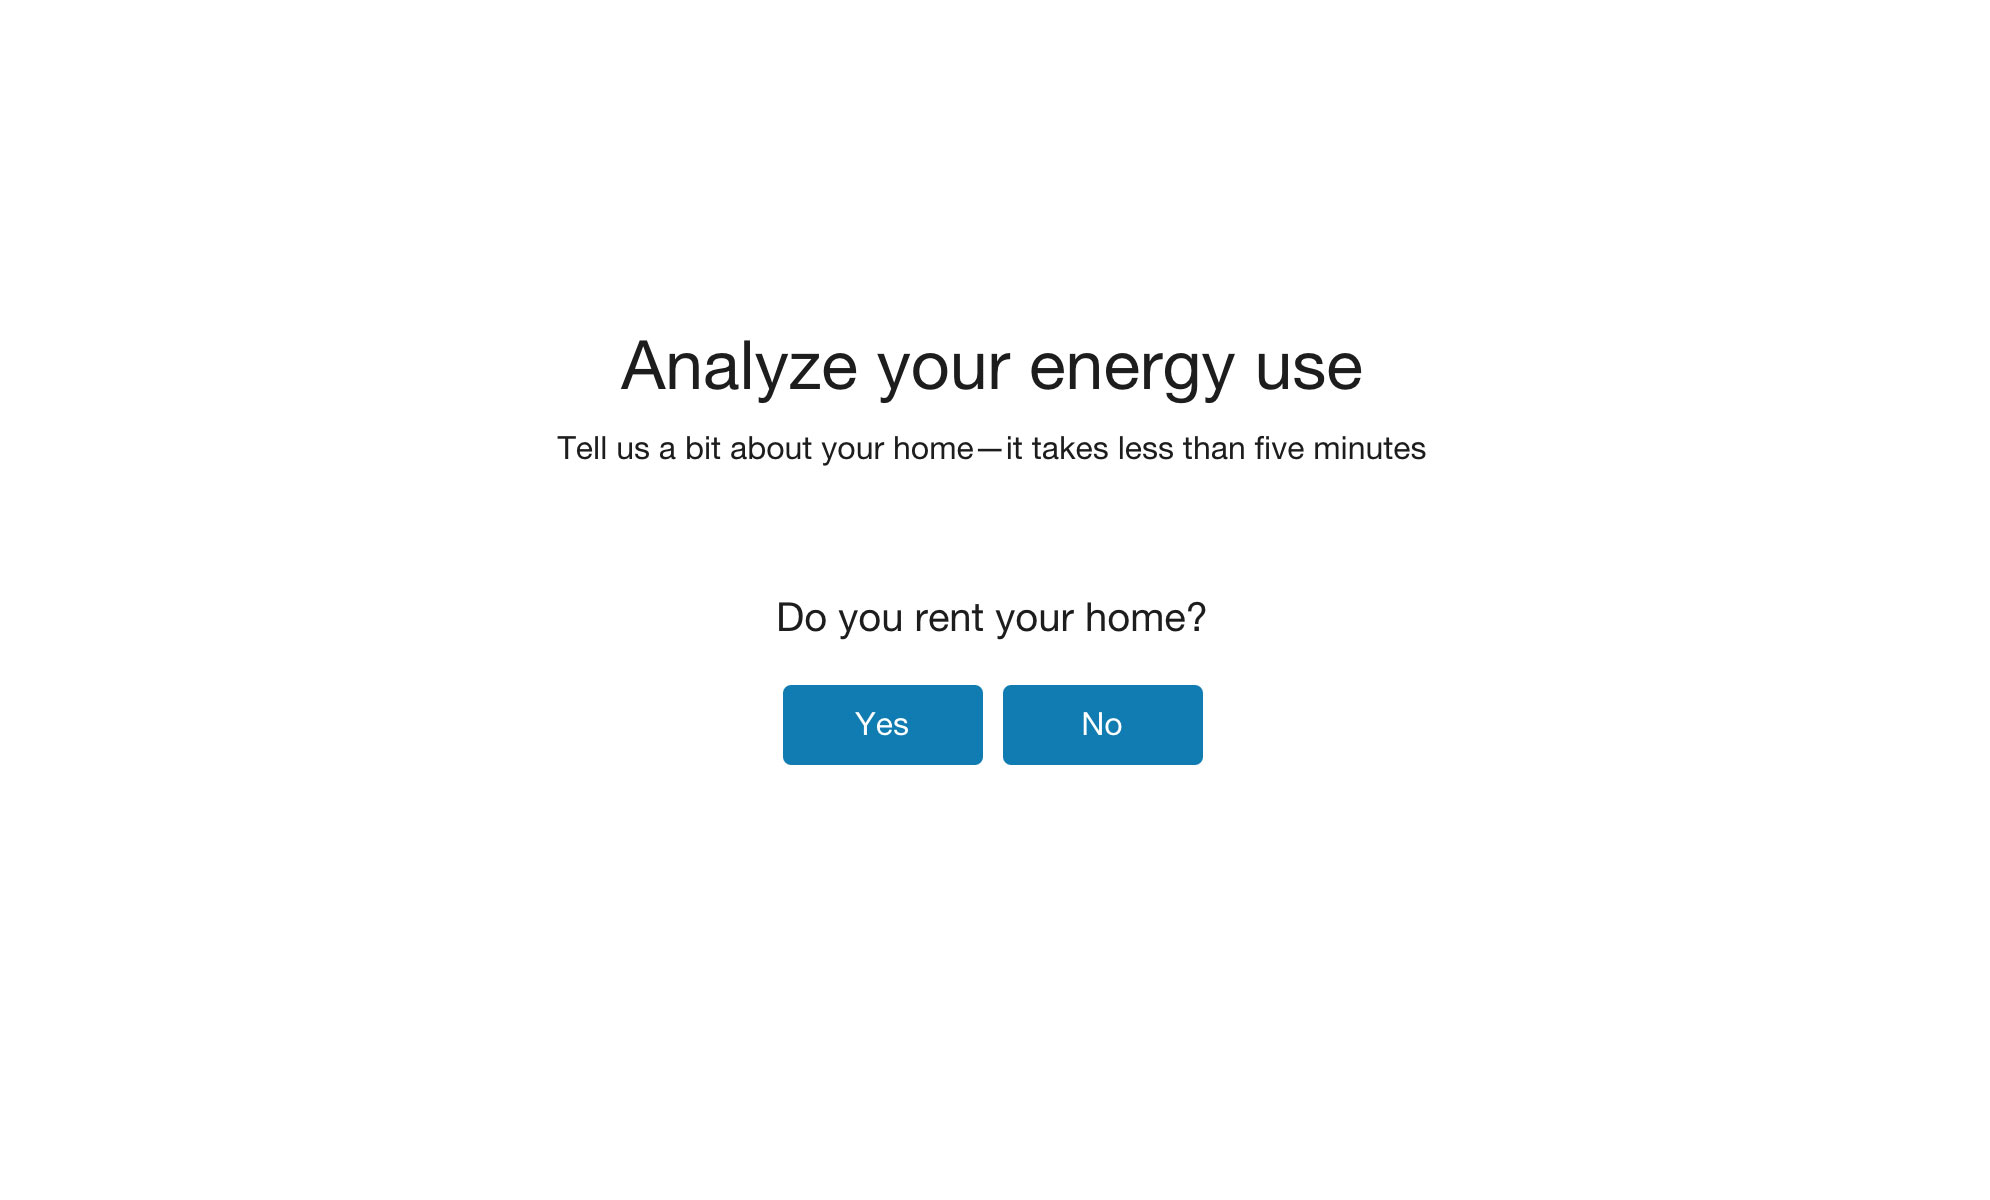 Analyze your energy use
Tell us a bit about your home—it takes less than five minutes
Do you rent your home?
Yes
No